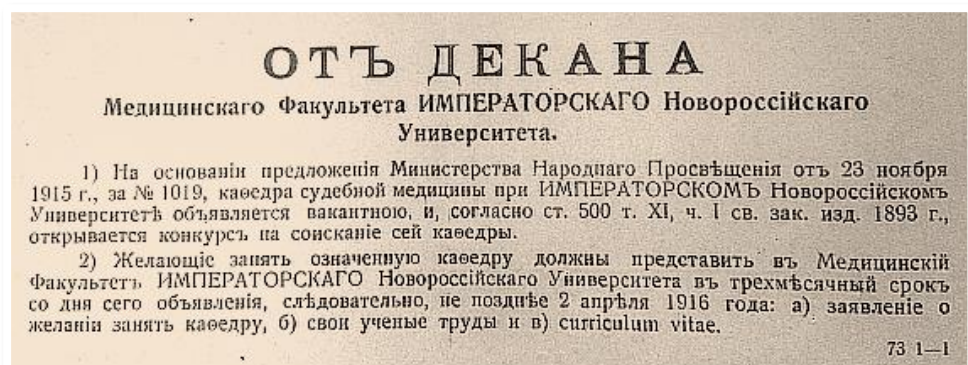 ОТЪ ДЕКАНА
Медицинскаго Факультета ИМПЕРАТОРСКАГО Новороссійскаго
Университета.
1) На основаніи предложенія Министерства Народнаго Просвѣщенія от 23 ноября
1915 г., за № 1019, каѳедра судебной медицины при ИМПЕРАТОРСКОМЪ Новороссійскомъ
Университетѣ объявляется вакантною, и, согласно ст. 500 т. XI, ч. I св. зак. изд. 1893 г.,
открывается конкурсъ на соисканіе сей каѳедры.
2) Желающіе занять означенную каѳедру должны представить въ Медицинскій
Факультетъ ИМПЕРАТОРСКАГО Новороссійскаго Университета въ трехмѣсячный срокъ
со дня сего объявленія, слѣдовательно, не позднѣе 2 апрѣля 1916 года: а) заявленіе о
желаніи занять каѳедру, б) свои ученые труды и в) curriculum vitae.
73 1—1